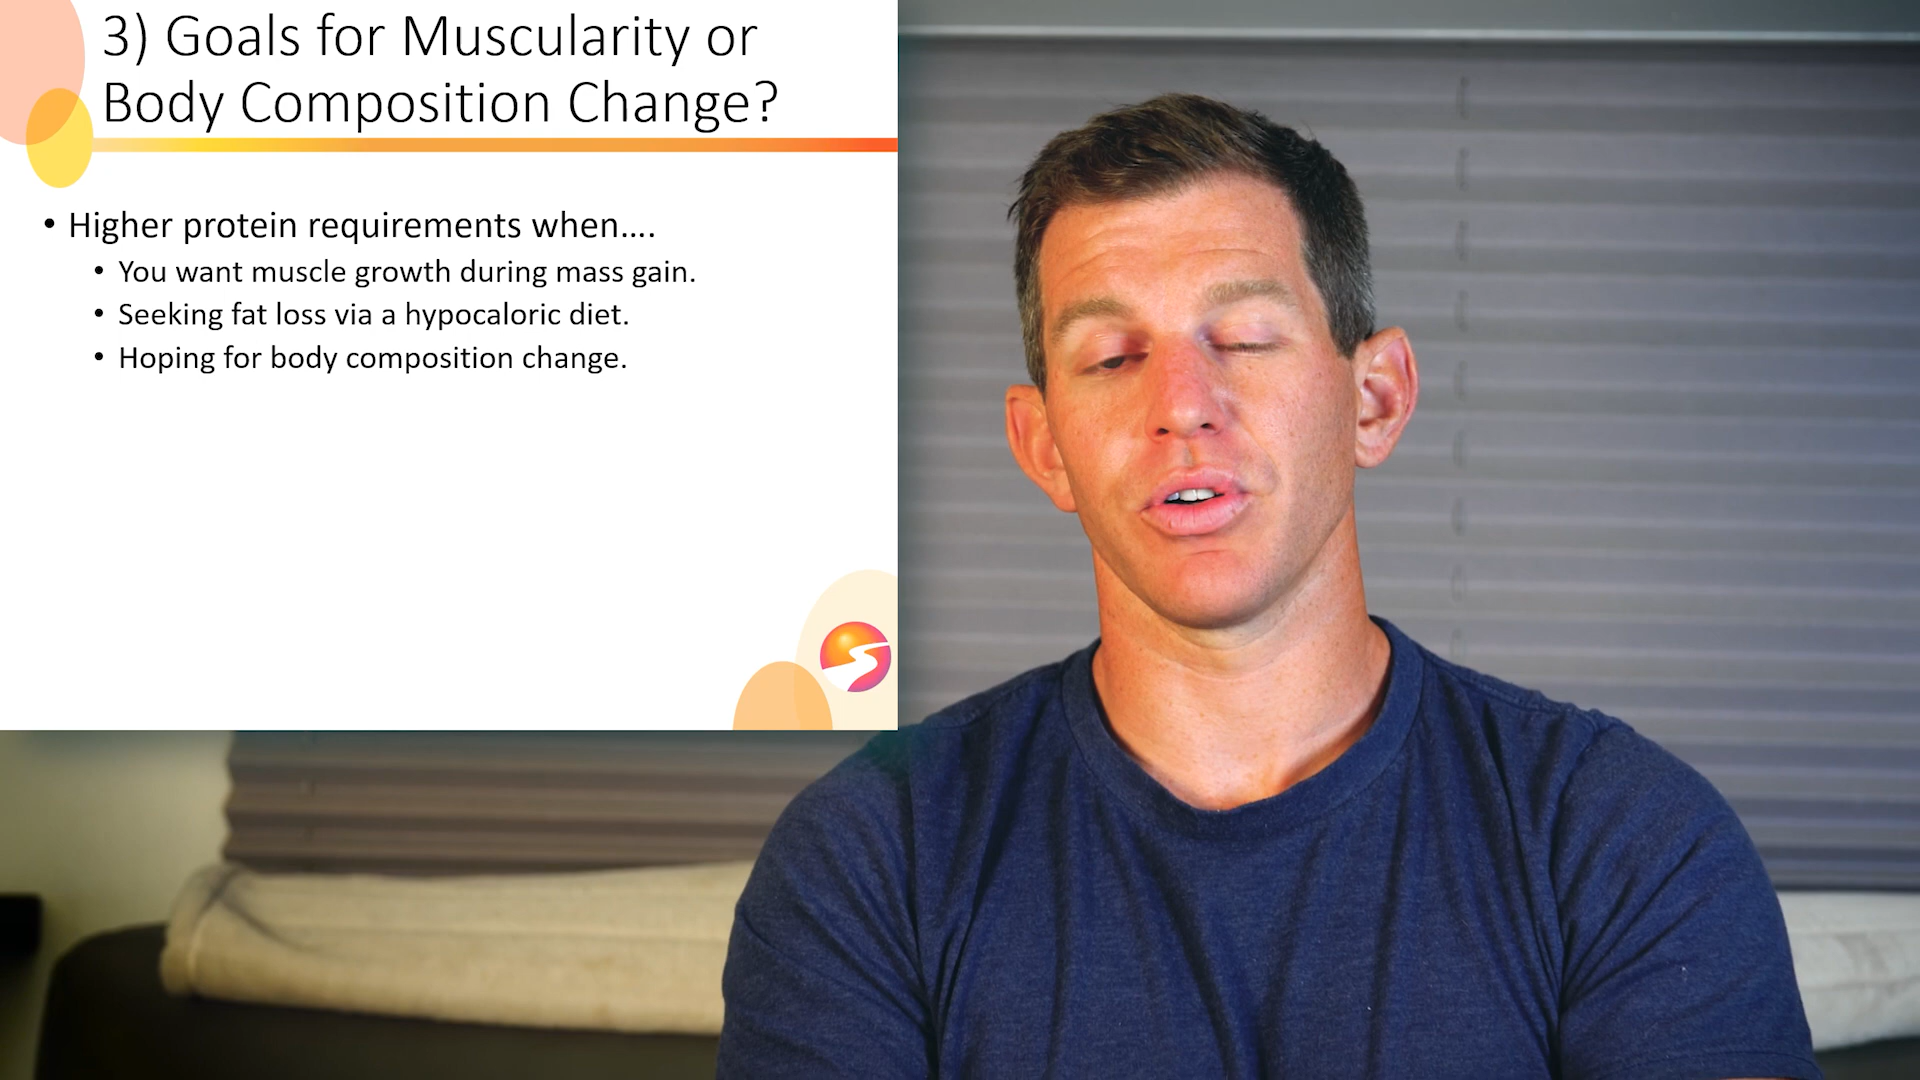 3) Goals for Muscularity or
Body Composition Change?
• Higher protein requirements when....
• You want muscle growth during mass gain.
• Seeking fat loss via a hypocaloric diet.
• Hoping for body composition change.